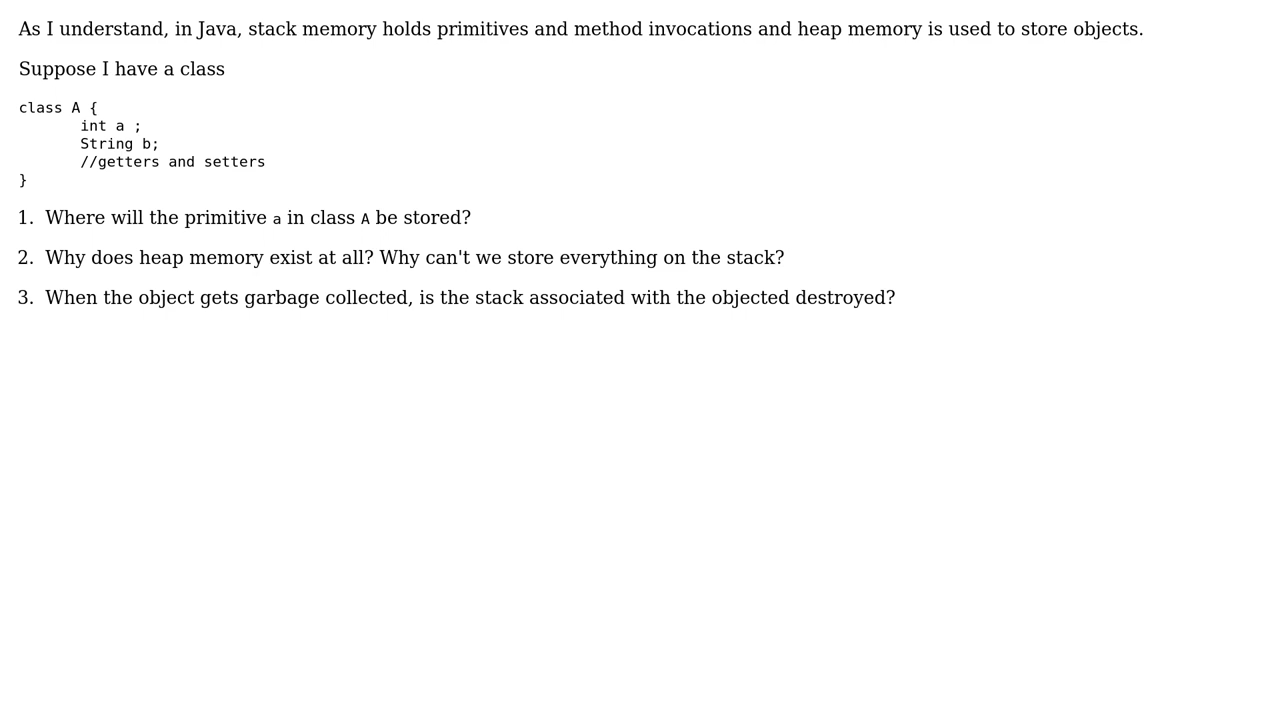 As I understand, in Java, stack memory holds primitives and method invocations and heap memory is used to store objects.
Suppose I have a class
class A {
       int a ;
       String b;
       //getters and setters
}
1. Where will the primitive a in class A be stored?
2. Why does heap memory exist at all? Why can't we store everything on the stack?
3. When the object gets garbage collected, is the stack associated with the objected destroyed?